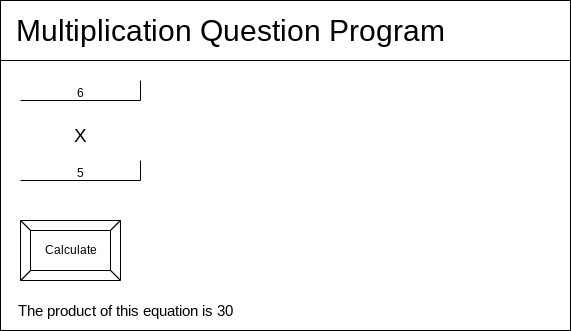 Multiplication Question Program
6
X
5
Calculate
The product of this equation is 30